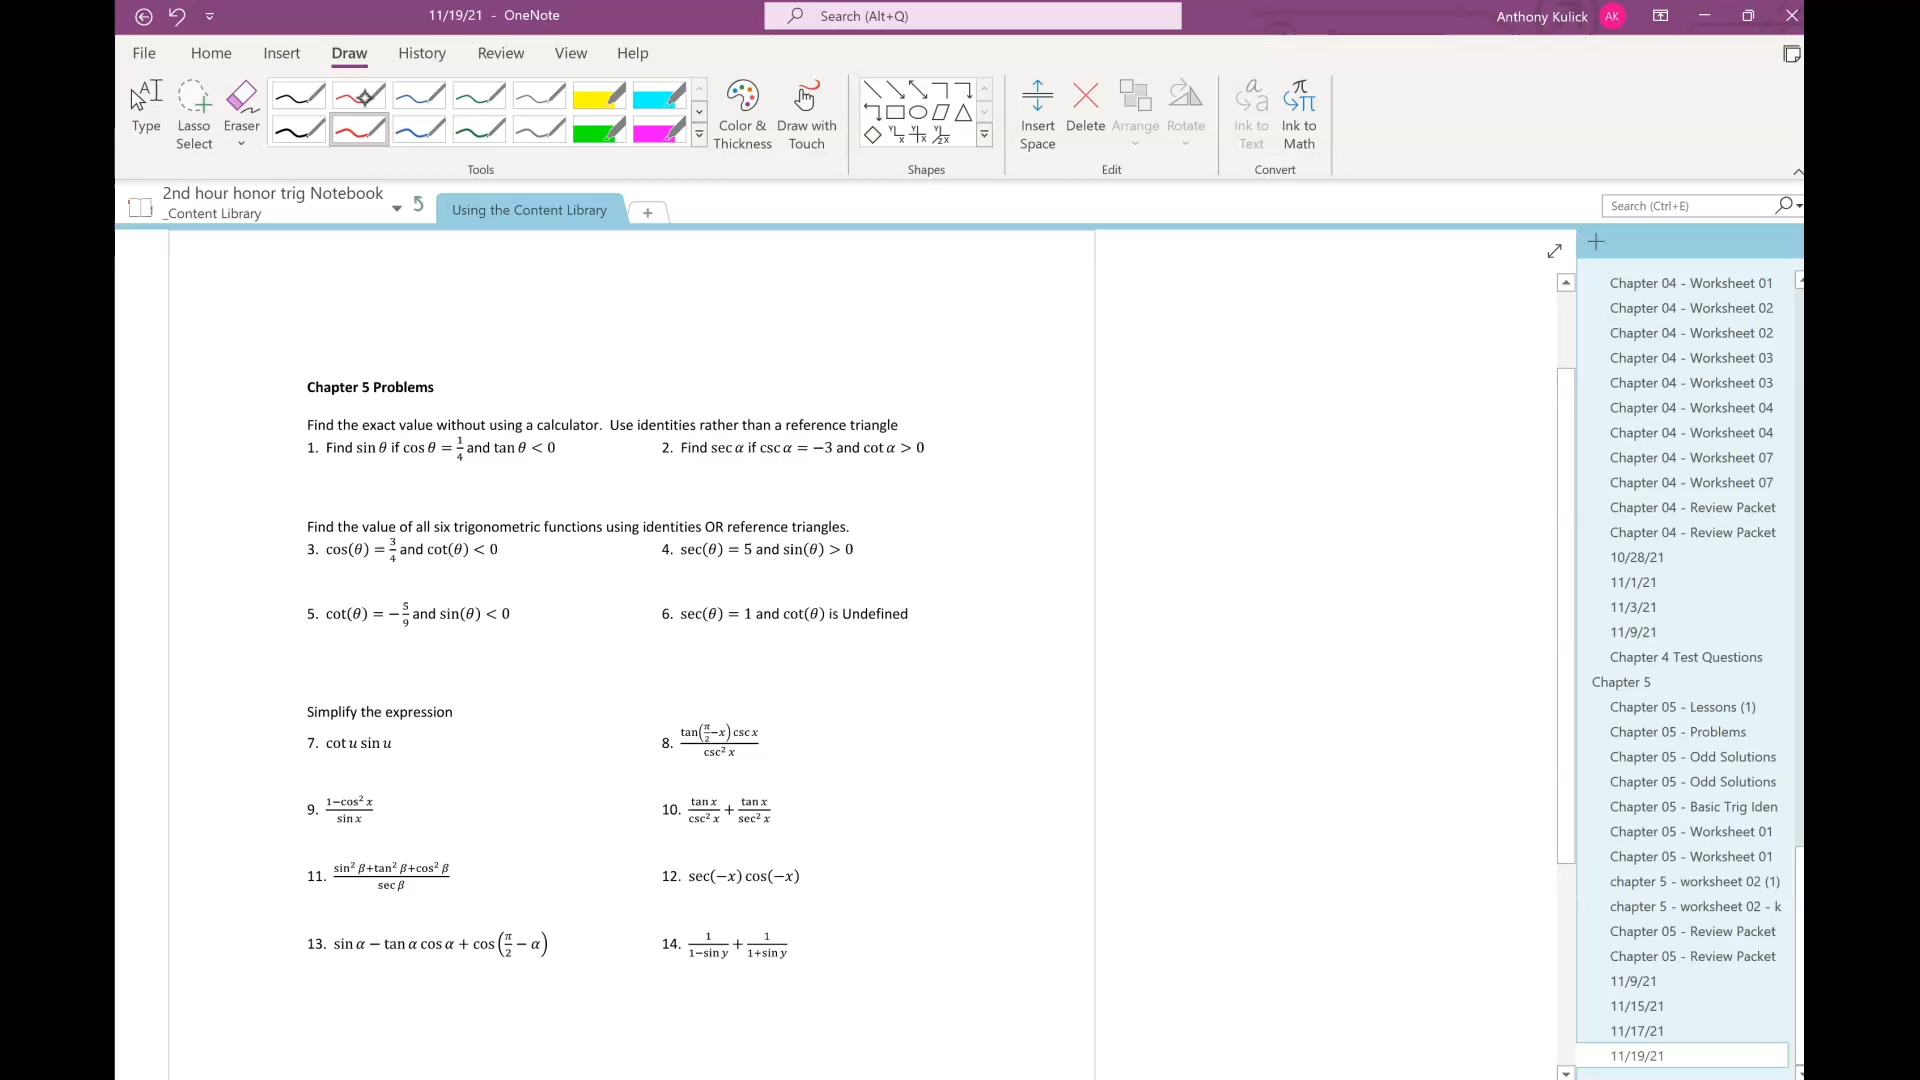 11/19/21 - OneNote
Search (Alt+Q)
Anthony Kulick
AK
File Home Insert Draw History Review View Help
Type
Lasso Select
Eraser
Color & Thickness
Draw with Touch
Insert Space
Delete
Arrange
Rotate
Ink to Text
Ink to Math
Tools
Shapes
Edit
Convert
2nd hour honor trig Notebook
_Content Library
Using the Content Library
Search (Ctrl+E)
Chapter 5 Problems
Find the exact value without using a calculator. Use identities rather than a reference triangle
1. Find sin θ if cos θ = 1/4 and tan θ < 0
2. Find sec α if csc α = −3 and cot α > 0
Find the value of all six trigonometric functions using identities OR reference triangles.
3. cos(θ) = 3/4 and cot(θ) < 0
4. sec(θ) = 5 and sin(θ) > 0
5. cot(θ) = −5/9 and sin(θ) < 0
6. sec(θ) = 1 and cot(θ) is Undefined
Simplify the expression
7. cot u sin u
8. tan(π/2−x) csc x / csc² x
9. 1−cos² x / sin x
10. tan x / csc² x + tan x / sec² x
11. sin² β+tan² β+cos² β / sec β
12. sec(−x) cos(−x)
13. sin α − tan α cos α + cos(π/2 − α)
14. 1/1−sin y + 1/1+sin y
Chapter 04 - Worksheet 01
Chapter 04 - Worksheet 02
Chapter 04 - Worksheet 02
Chapter 04 - Worksheet 03
Chapter 04 - Worksheet 03
Chapter 04 - Worksheet 04
Chapter 04 - Worksheet 04
Chapter 04 - Worksheet 07
Chapter 04 - Worksheet 07
Chapter 04 - Review Packet
Chapter 04 - Review Packet
10/28/21
11/1/21
11/3/21
11/9/21
Chapter 4 Test Questions
Chapter 5
Chapter 05 - Lessons (1)
Chapter 05 - Problems
Chapter 05 - Odd Solutions
Chapter 05 - Odd Solutions
Chapter 05 - Basic Trig Iden
Chapter 05 - Worksheet 01
Chapter 05 - Worksheet 01
chapter 5 - worksheet 02 (1)
chapter 5 - worksheet 02 - k
Chapter 05 - Review Packet
Chapter 05 - Review Packet
11/9/21
11/15/21
11/17/21
11/19/21